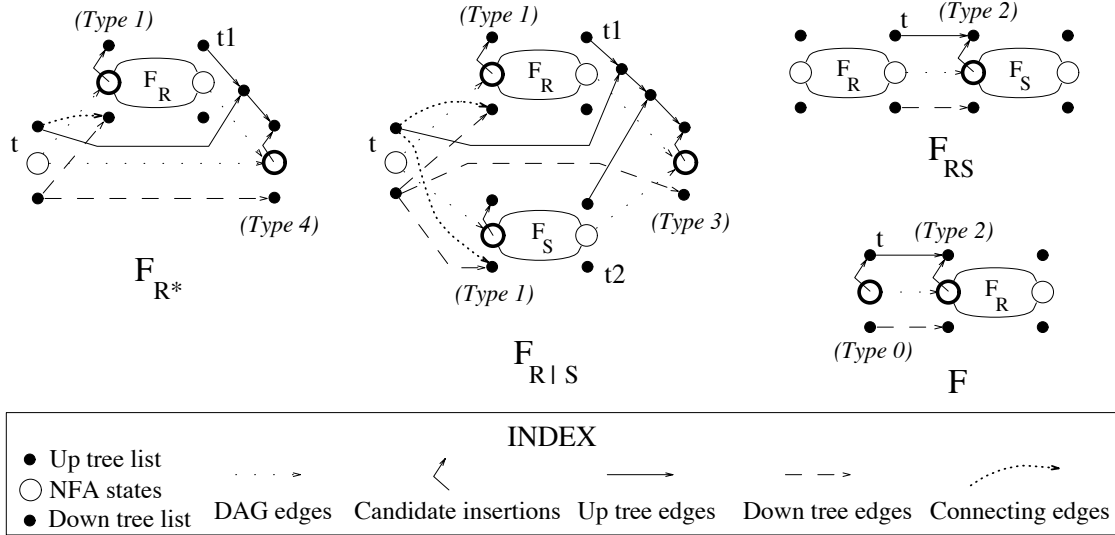 (Type 1)
t1
F_R
t
(Type 4)
F_R*
(Type 1)
t1
F_R
t
(Type 3)
F_S
t2
(Type 1)
F_R | S
t
(Type 2)
F_R
F_S
F_RS
t
(Type 2)
F_R
(Type 0)
F
INDEX
Up tree list
NFA states
Down tree list
DAG edges
Candidate insertions
Up tree edges
Down tree edges
Connecting edges